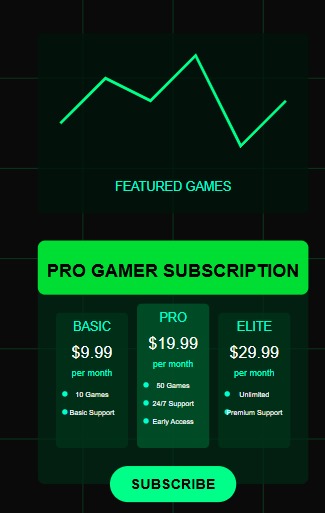 FEATURED GAMES
PRO GAMER SUBSCRIPTION
BASIC
$9.99
per month
10 Games
Basic Support
PRO
$19.99
per month
50 Games
24/7 Support
Early Access
ELITE
$29.99
per month
Unlimited
Premium Support
SUBSCRIBE